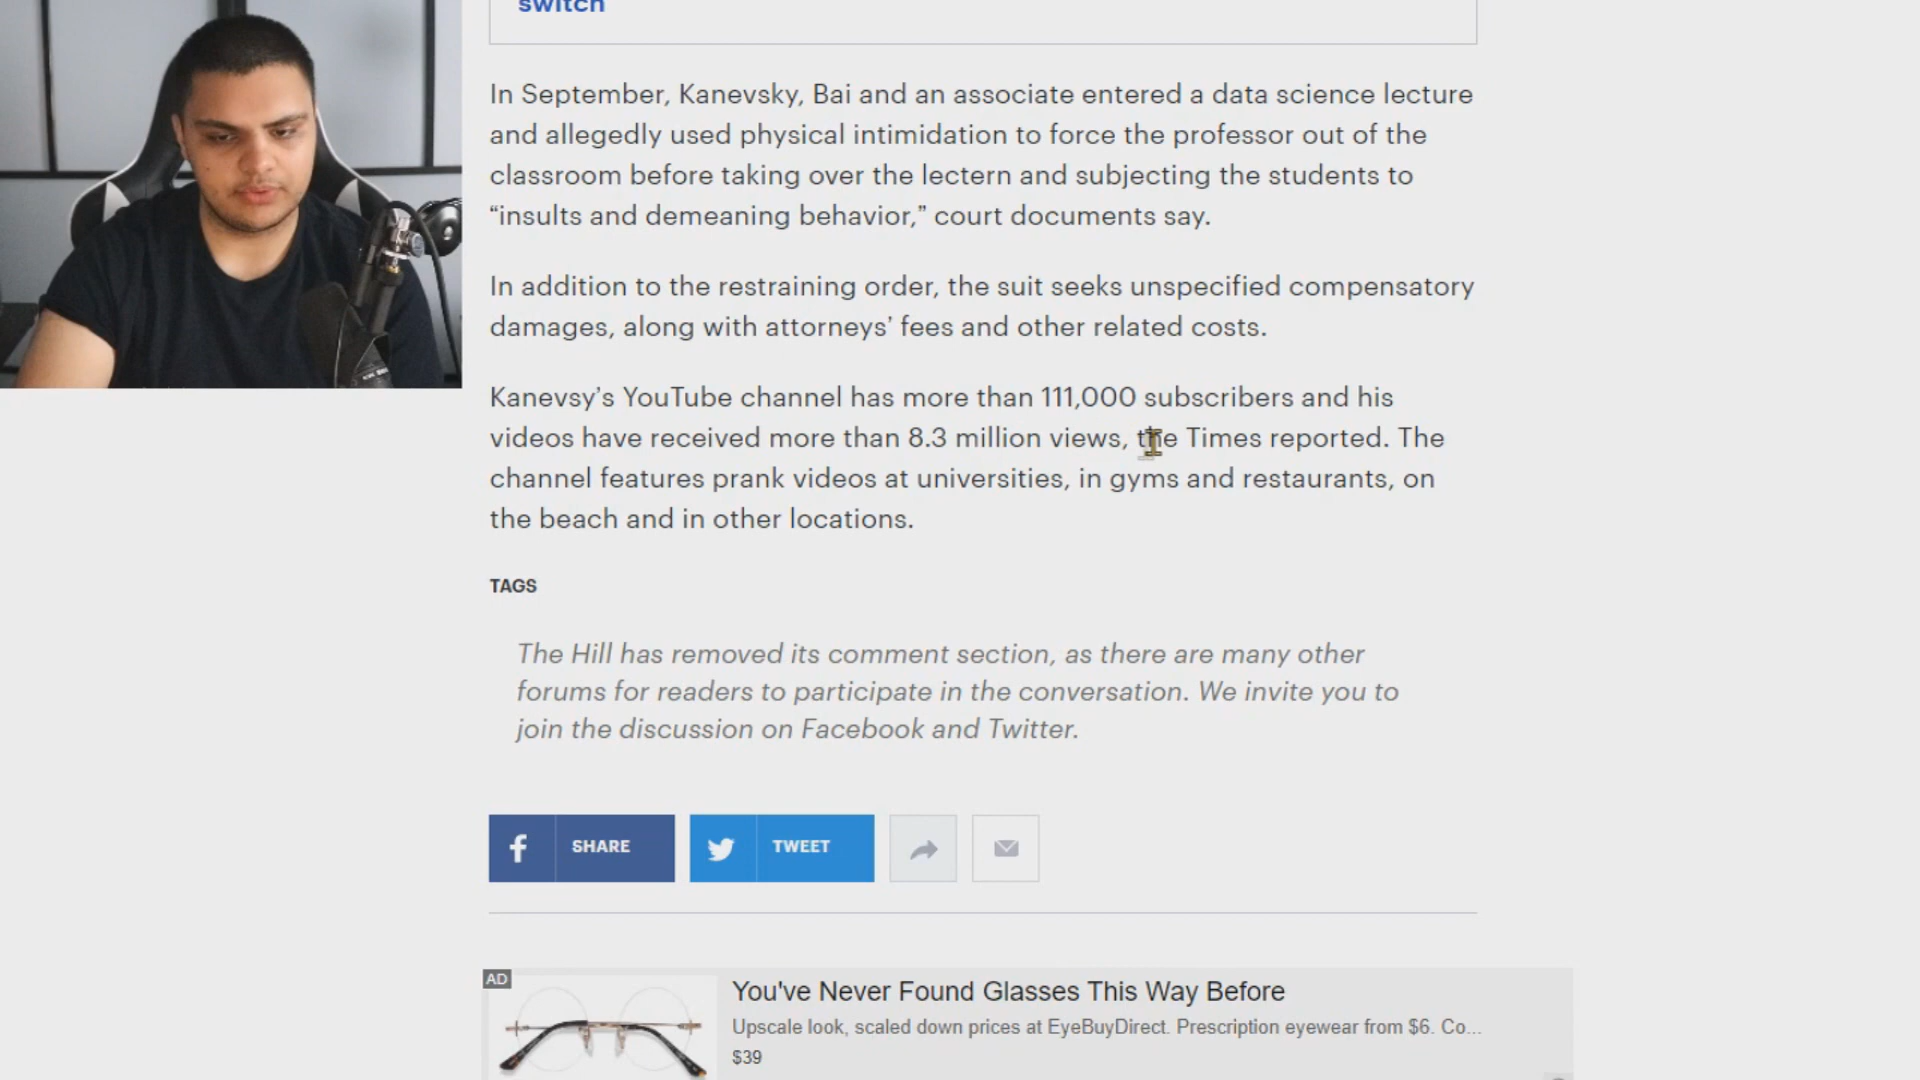 switch
In September, Kanevsky, Bai and an associate entered a data science lecture
and allegedly used physical intimidation to force the professor out of the
classroom before taking over the lectern and subjecting the students to
“insults and demeaning behavior,” court documents say.
In addition to the restraining order, the suit seeks unspecified compensatory
damages, along with attorneys’ fees and other related costs.
Kanevsy’s YouTube channel has more than 111,000 subscribers and his
videos have received more than 8.3 million views, the Times reported. The
channel features prank videos at universities, in gyms and restaurants, on
the beach and in other locations.
TAGS
The Hill has removed its comment section, as there are many other
forums for readers to participate in the conversation. We invite you to
join the discussion on Facebook and Twitter.
SHARE
TWEET
AD
You've Never Found Glasses This Way Before
Upscale look, scaled down prices at EyeBuyDirect. Prescription eyewear from $6. Co...
$39